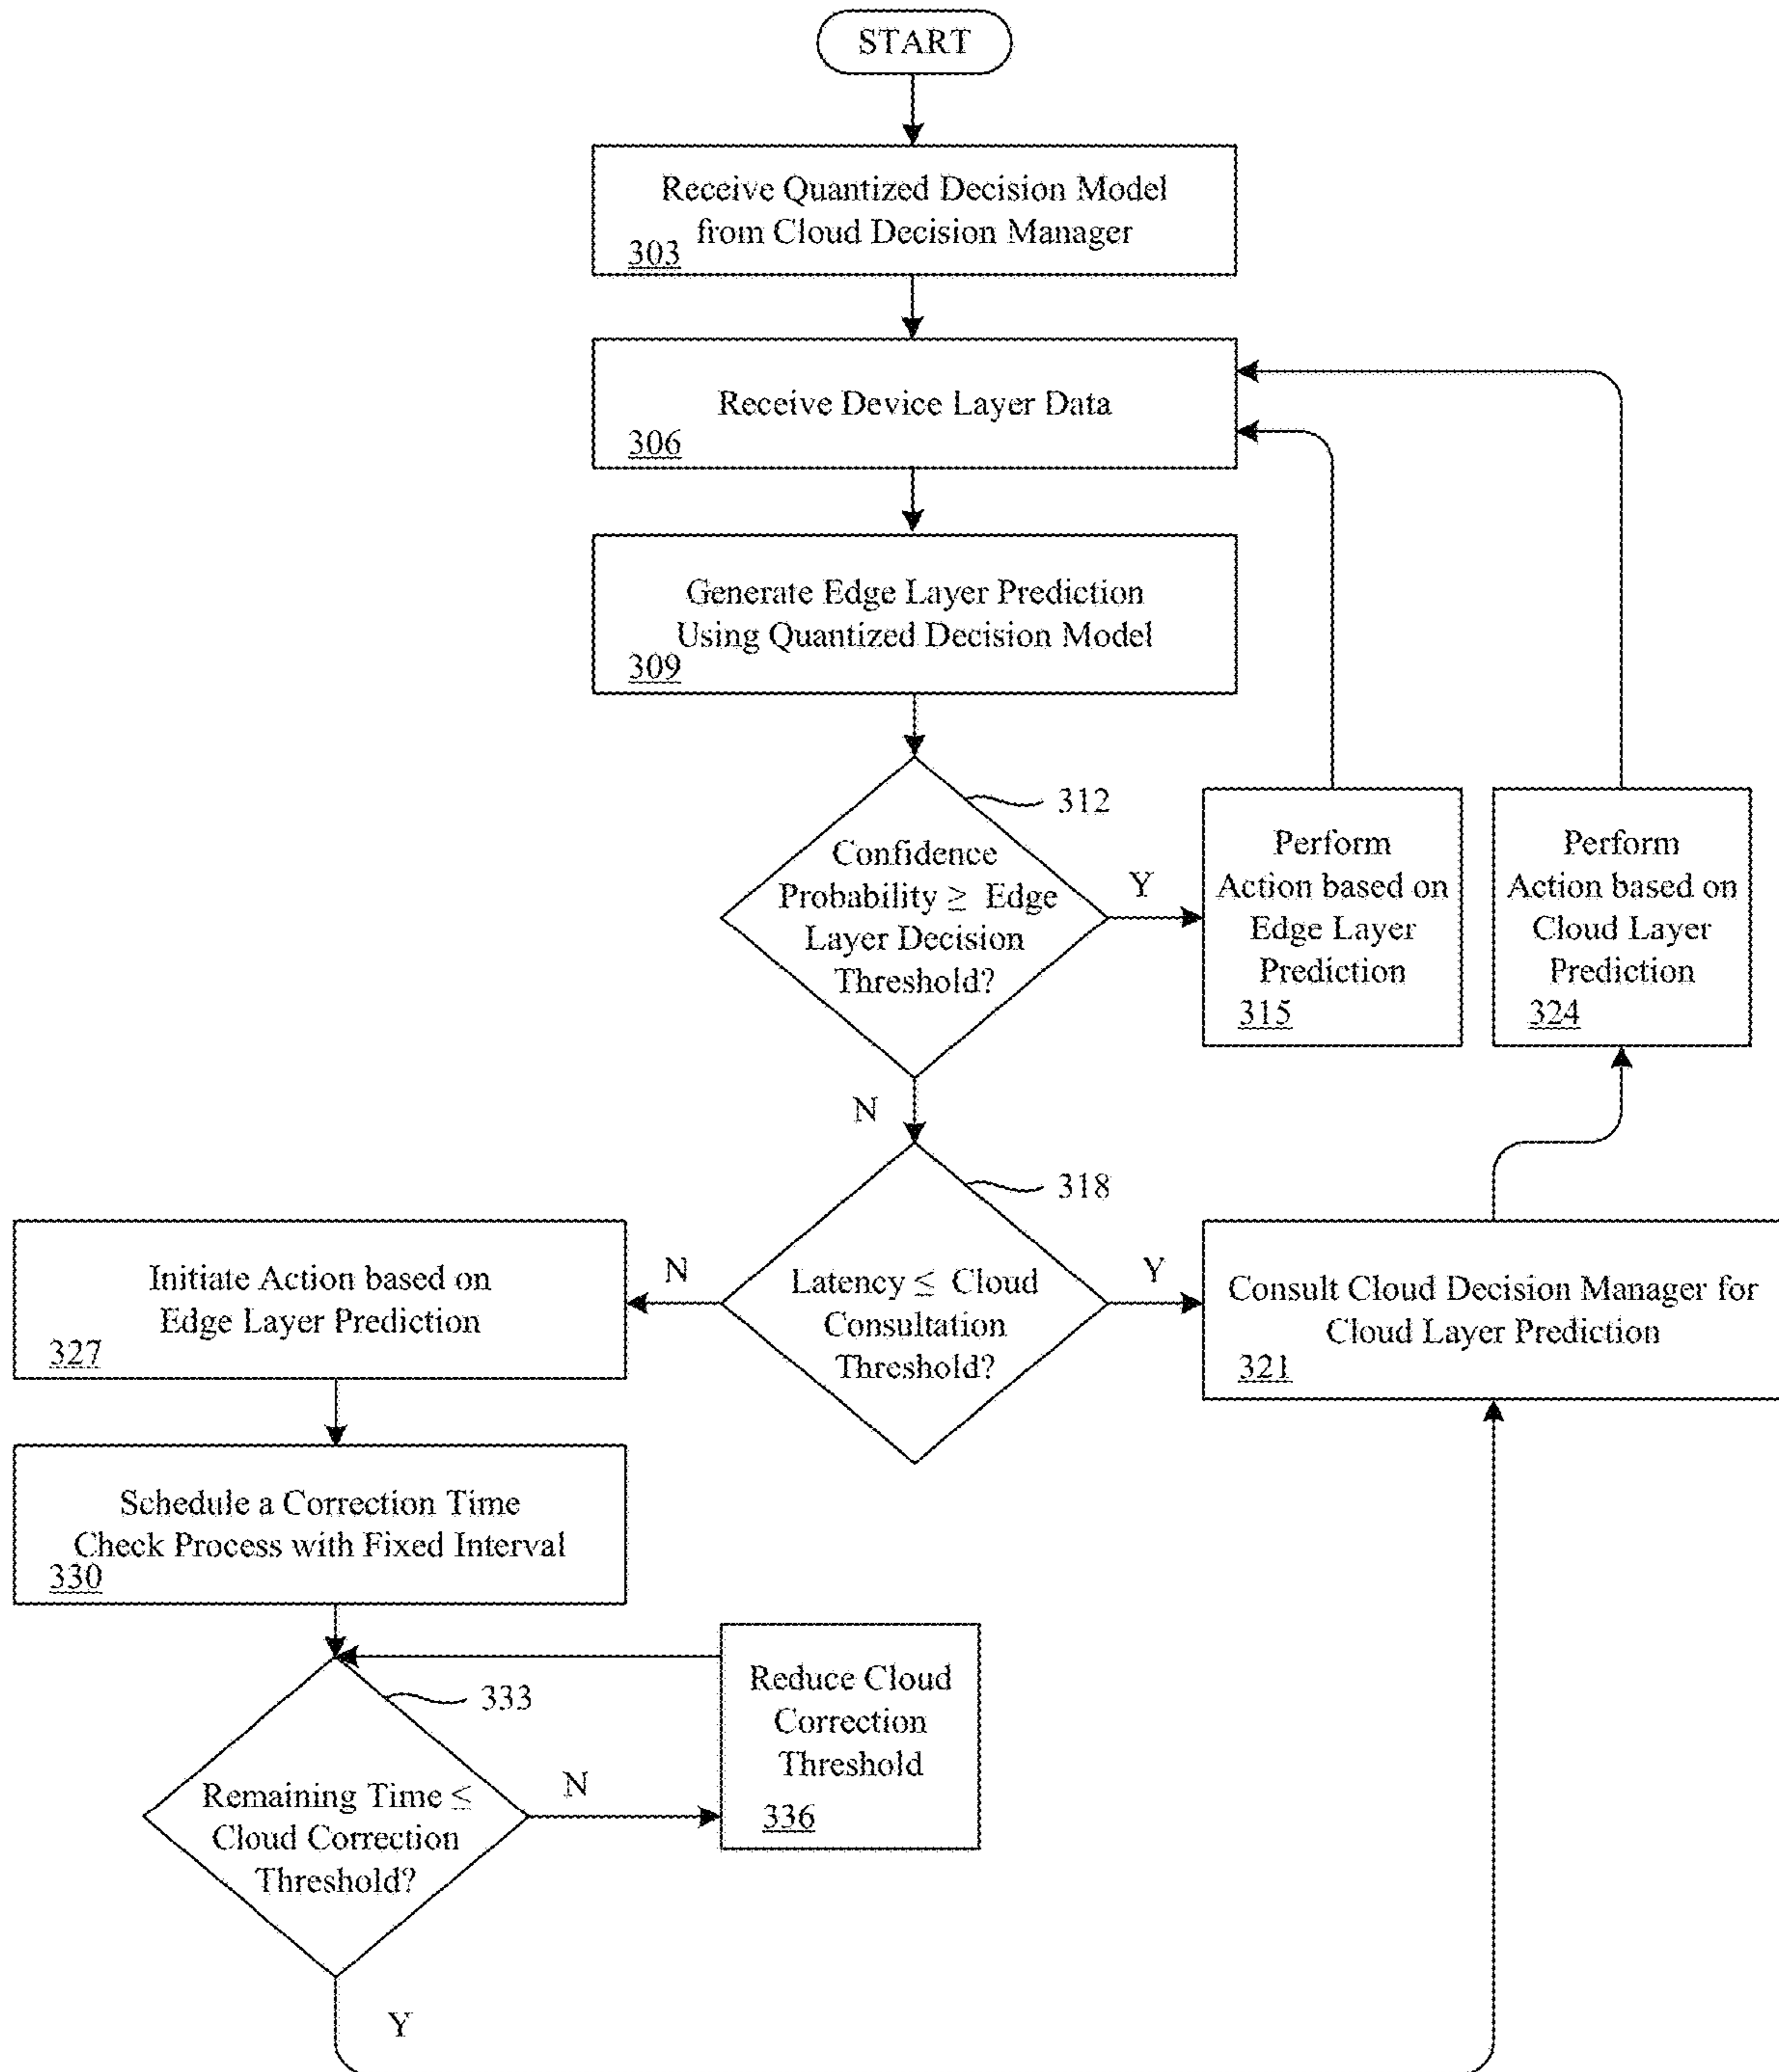 START
Receive Quantized Decision Model
from Cloud Decision Manager
303
Receive Device Layer Data
306
Generate Edge Layer Prediction
Using Quantized Decision Model
309
312
Confidence
Probability ≥ Edge
Layer Decision
Threshold?
Y
N
Perform
Action based on
Edge Layer
Prediction
315
Perform
Action based on
Cloud Layer
Prediction
324
318
Latency ≤ Cloud
Consultation
Threshold?
N
Y
Initiate Action based on
Edge Layer Prediction
327
Consult Cloud Decision Manager for
Cloud Layer Prediction
321
Schedule a Correction Time
Check Process with Fixed Interval
330
333
Remaining Time ≤
Cloud Correction
Threshold?
N
Reduce Cloud
Correction
Threshold
336
Y